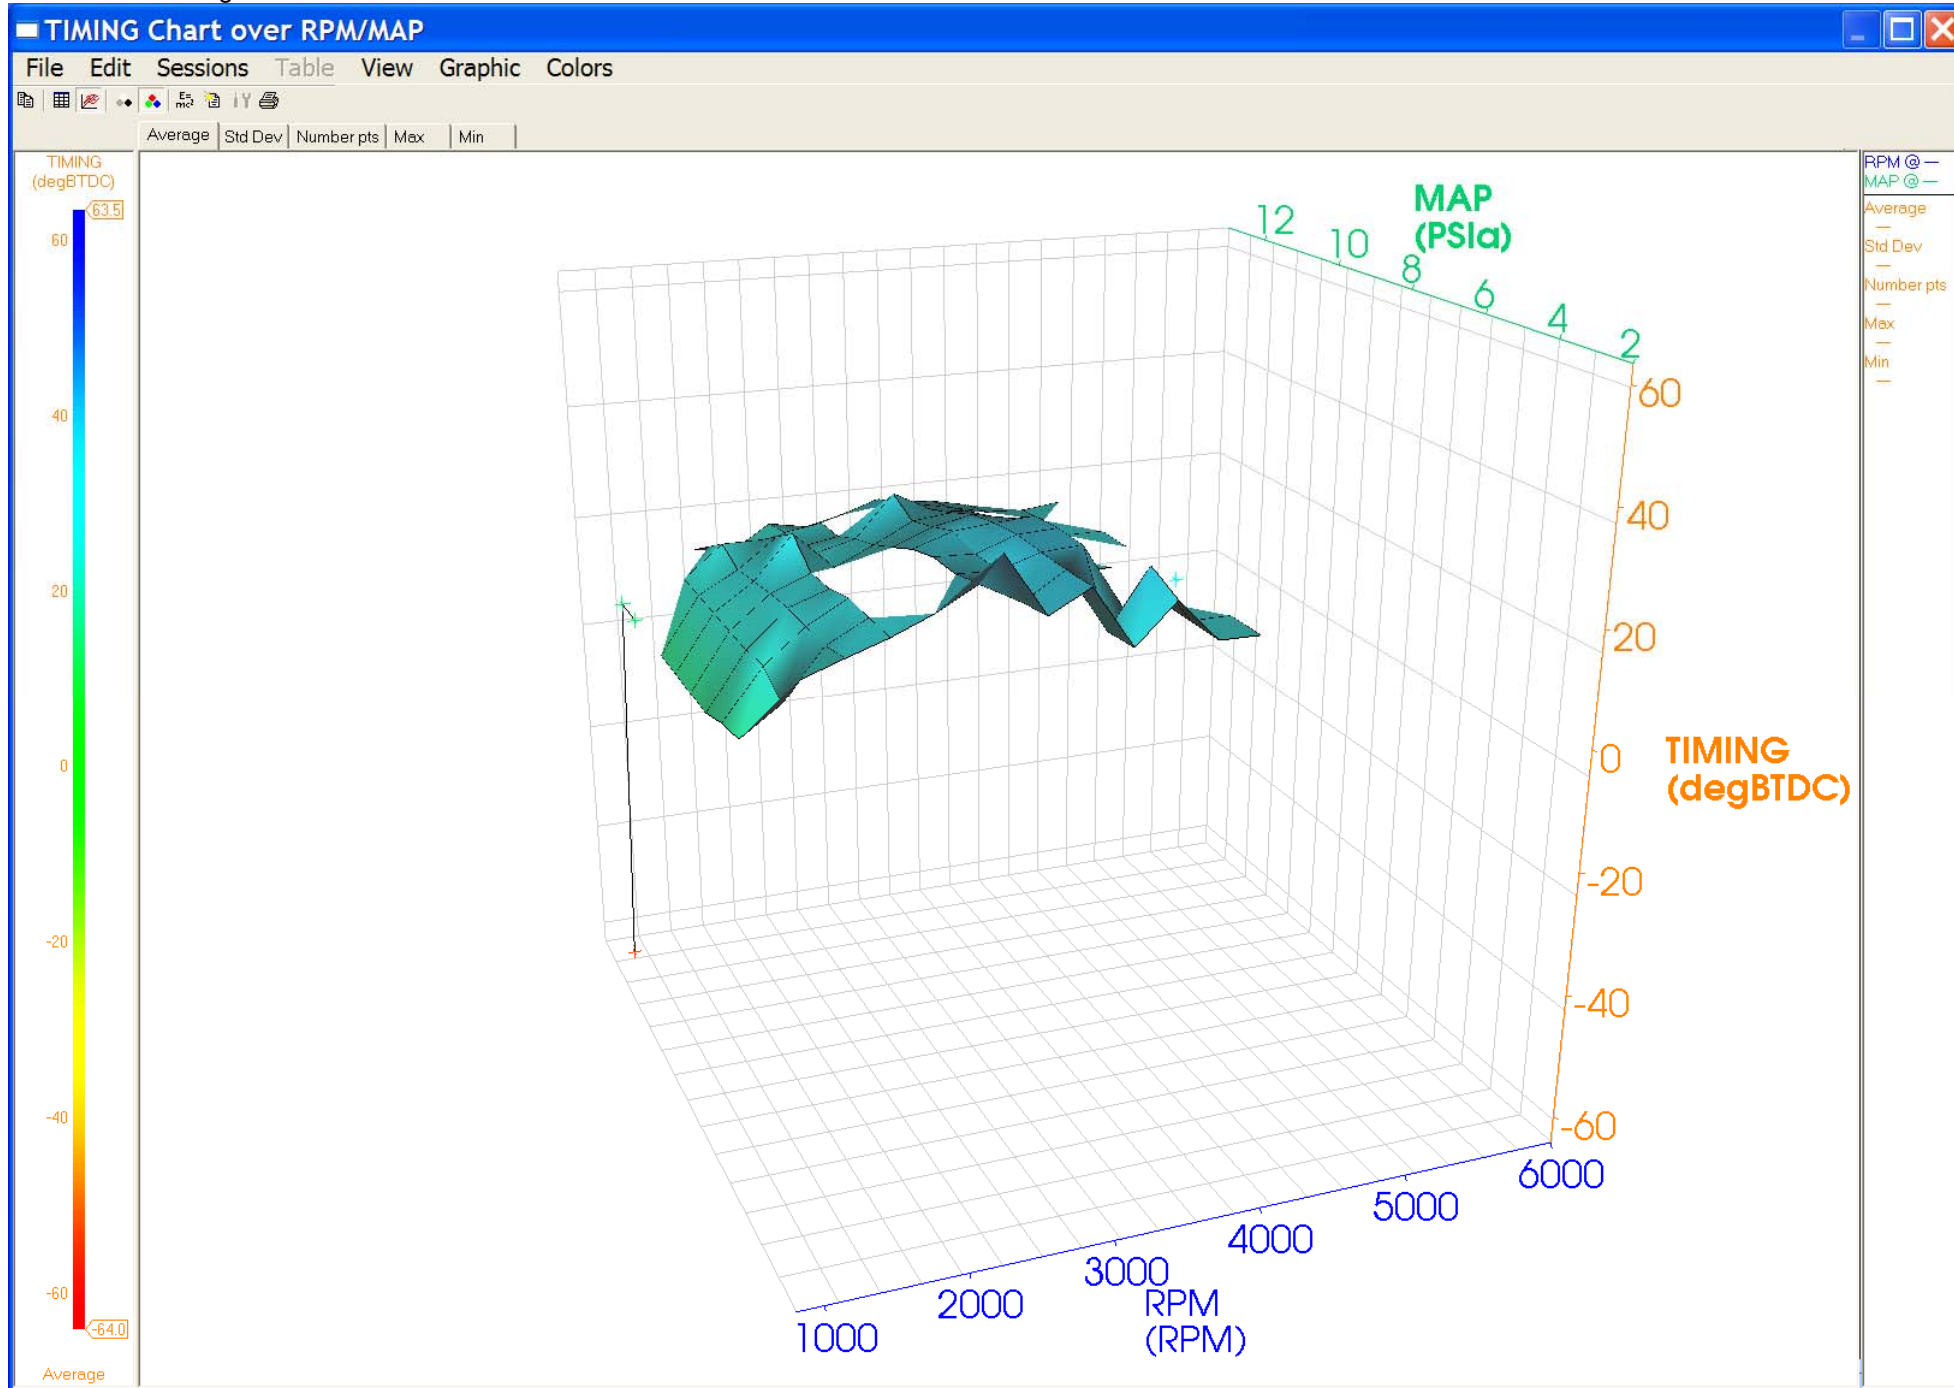 TIMING Chart over RPM/MAP
File Edit Sessions Table View Graphic Colors
Average Std Dev Number pts Max Min
TIMING
(degBTDC)
63.5
60
40
20
0
-20
-40
-60
-64.0
Average
MAP
(PSIa)
12 10 8 6 4 2
60
40
20
0
-20
-40
-60
TIMING
(degBTDC)
1000 2000 3000 4000 5000 6000
RPM
(RPM)
RPM @ —
MAP @ —
Average
—
Std Dev
—
Number pts
—
Max
—
Min
—